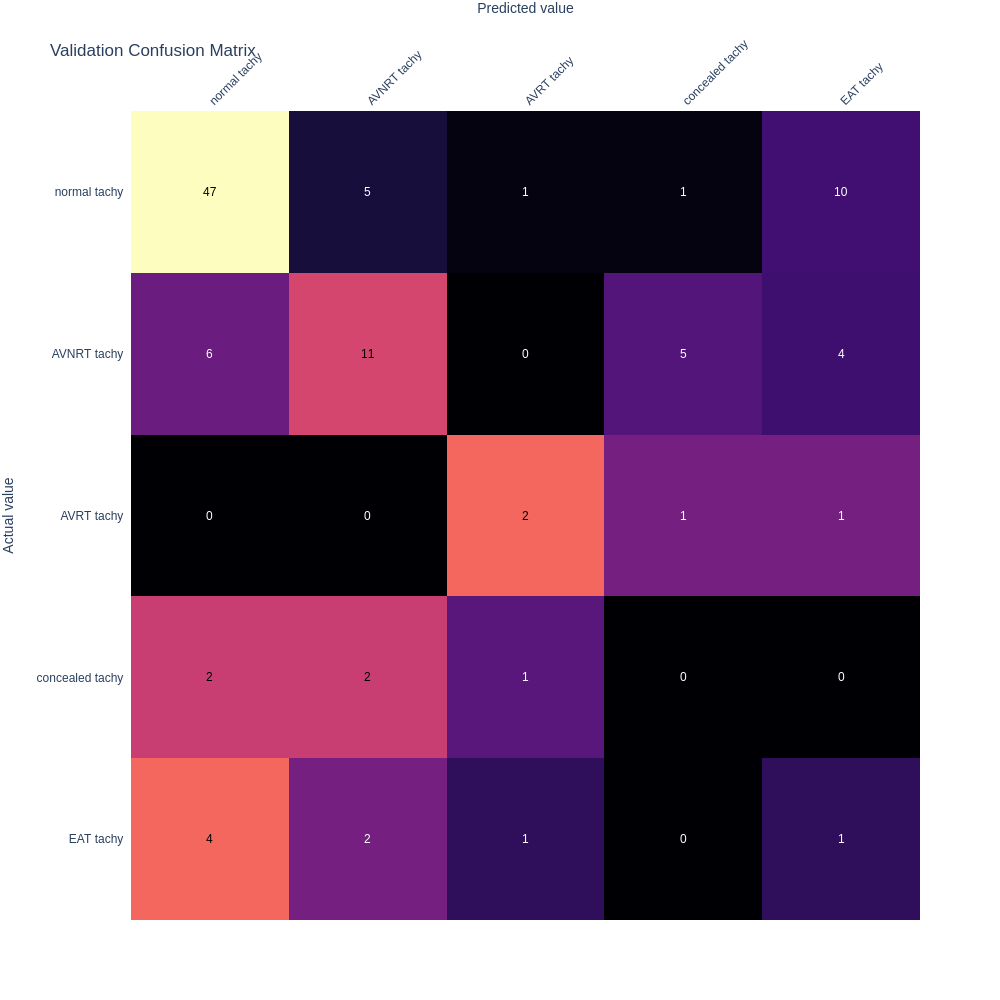 Predicted value
Validation Confusion Matrix
normal tachy
AVNRT tachy
AVRT tachy
concealed tachy
EAT tachy
normal tachy 47 5 1 1 10
AVNRT tachy 6 11 0 5 4
Actual value
AVRT tachy 0 0 2 1 1
concealed tachy 2 2 1 0 0
EAT tachy 4 2 1 0 1